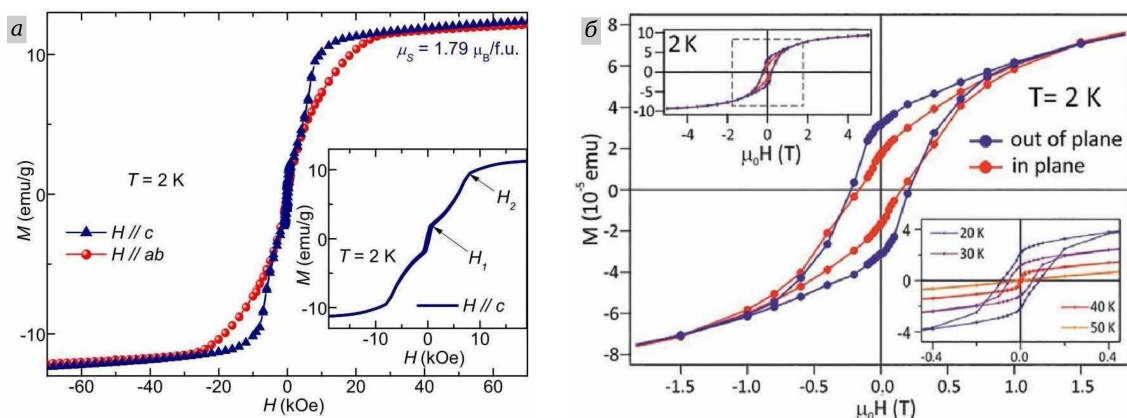 а
M (emu/g)
10
0
-10
μS = 1.79 μB/f.u.
T = 2 K
H // c
H // ab
M (emu/g)
10
0
-10
H2
H1
T = 2 K
H // c
-10 0 10
H (kOe)
-60 -40 -20 0 20 40 60
H (kOe)
б
M (10^-5 emu)
8
6
4
2
0
-2
-4
-6
-8
2 K
10
5
0
-5
-10
-4 -2 0 2 4
μ0H (T)
T= 2 K
out of plane
in plane
4
2
0
-2
-4
20 K
30 K
40 K
50 K
-0.4 0.0 0.4
-1.5 -1.0 -0.5 0.0 0.5 1.0 1.5
μ0H (T)